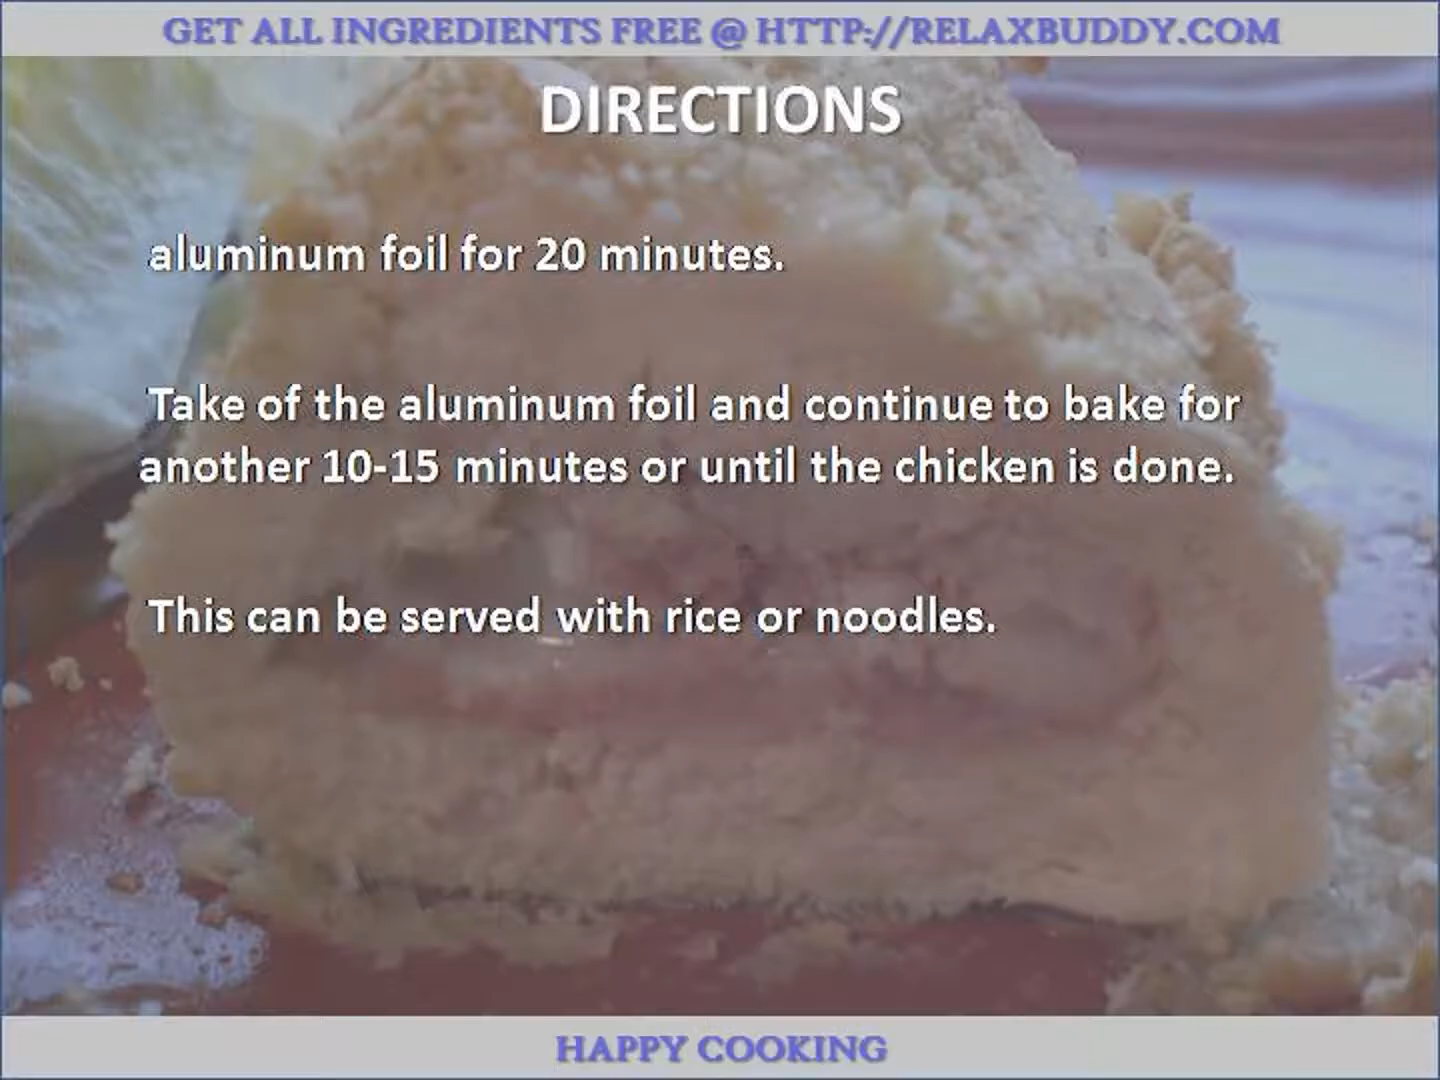 GET ALL INGREDIENTS FREE @ HTTP://RELAXBUDDY.COM
DIRECTIONS
aluminum foil for 20 minutes.
Take of the aluminum foil and continue to bake for
another 10-15 minutes or until the chicken is done.
This can be served with rice or noodles.
HAPPY COOKING